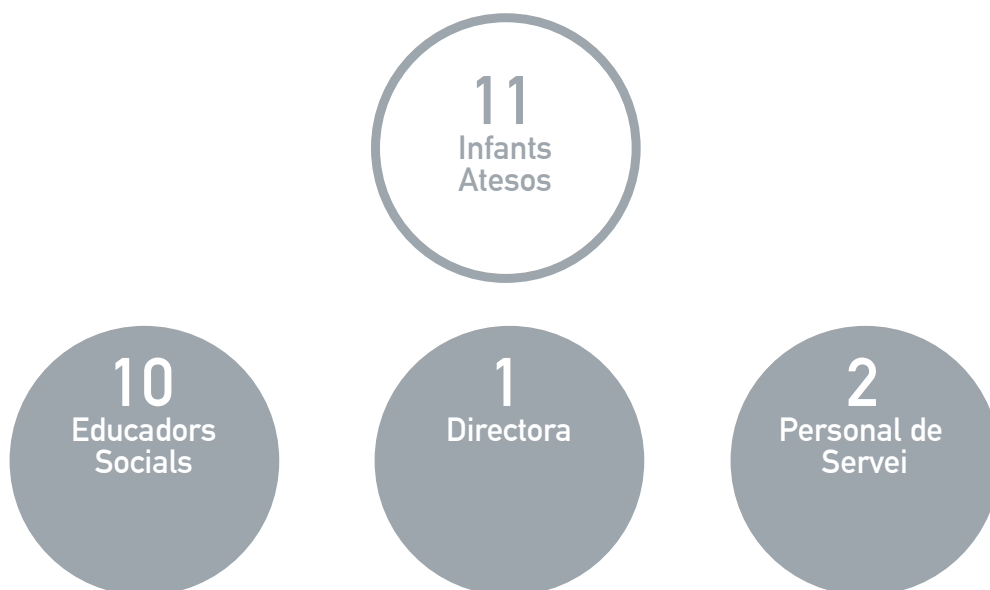 11
Infants
Atesos
10
Educadors
Socials
1
Directora
2
Personal de
Servei